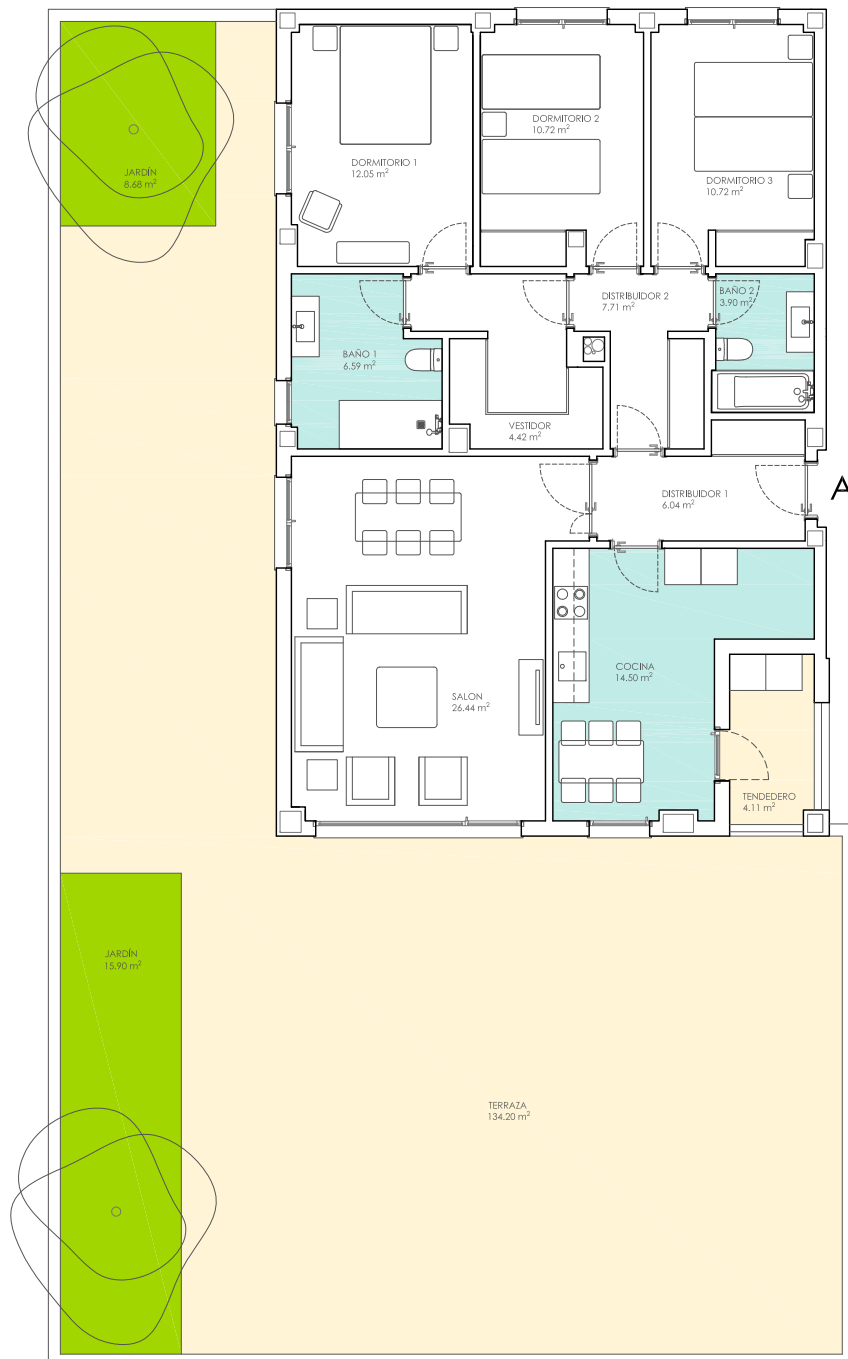 DORMITORIO 2
10.72 m²
DORMITORIO 1
12.05 m²
JARDÍN
8.68 m²
DORMITORIO 3
10.72 m²
DISTRIBUIDOR 2
7.71 m²
BAÑO 2
3.90 m²
BAÑO 1
6.59 m²
VESTIDOR
4.42 m²
A
DISTRIBUIDOR 1
6.04 m²
COCINA
14.50 m²
SALON
26.44 m²
TENDEDERO
4.11 m²
JARDÍN
15.90 m²
TERRAZA
134.20 m²